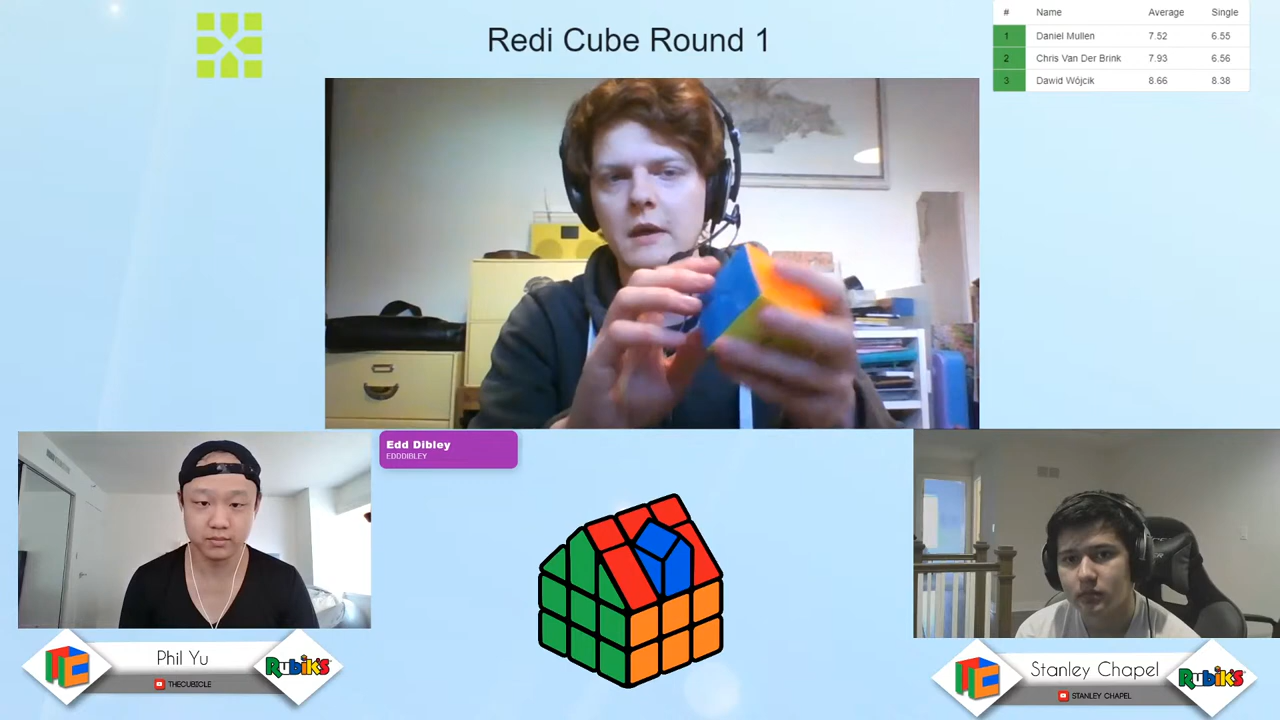 Redi Cube Round 1
# Name Average Single
1 Daniel Mullen 7.52 6.55
2 Chris Van Der Brink 7.93 6.56
3 Dawid Wójcik 8.66 8.38
Edd Dibley
EDDDIBLEY
Phil Yu
THECUBICLE
RUBIK'S
Stanley Chapel
STANLEY CHAPEL
RUBIK'S